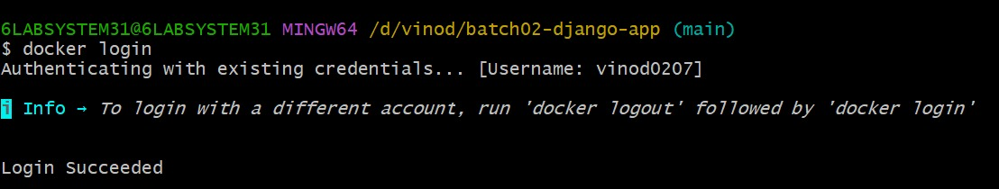 6LABSYSTEM31@6LABSYSTEM31 MINGW64 /d/vinod/batch02-django-app (main)
$ docker login
Authenticating with existing credentials... [Username: vinod0207]
i Info → To login with a different account, run 'docker logout' followed by 'docker login'
Login Succeeded